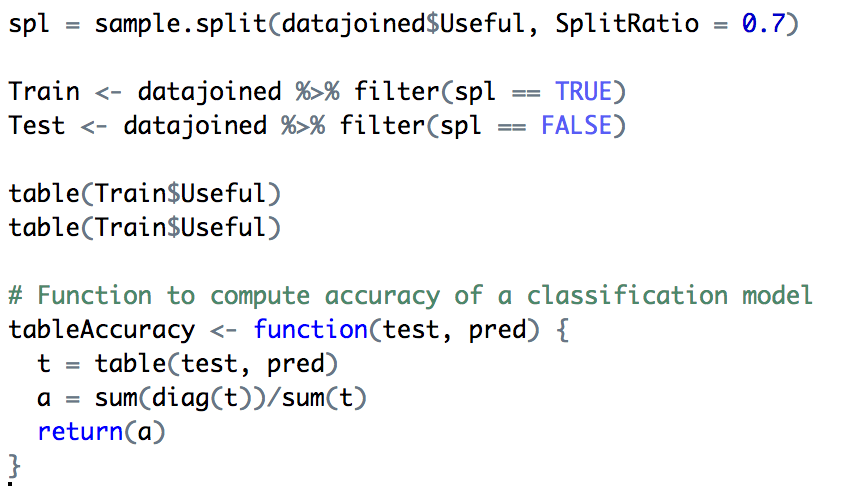 spl = sample.split(datajoined$Useful, SplitRatio = 0.7)
Train <- datajoined %>% filter(spl == TRUE)
Test <- datajoined %>% filter(spl == FALSE)
table(Train$Useful)
table(Train$Useful)
# Function to compute accuracy of a classification model
tableAccuracy <- function(test, pred) {
  t = table(test, pred)
  a = sum(diag(t))/sum(t)
  return(a)
}